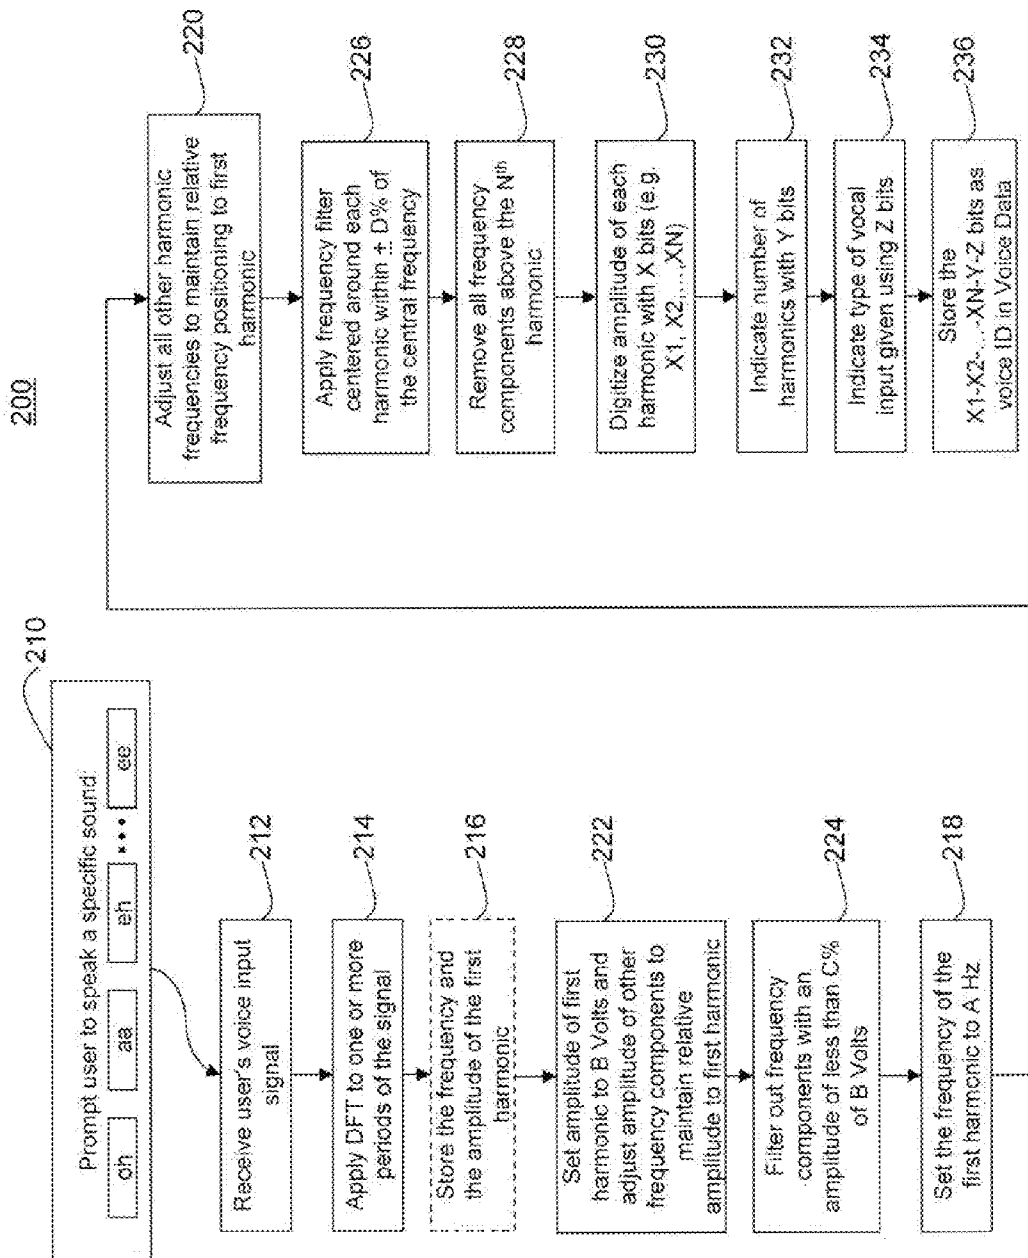 200
210
Prompt user to speak a specific sound:
oh
aa
eh
•••
ee
Receive user's voice input
signal
212
Apply DFT to one or more
periods of the signal
214
Store the frequency and
the amplitude of the first
harmonic
216
Set amplitude of first
harmonic to B Volts and
adjust amplitude of other
frequency components to
maintain relative
amplitude to first harmonic
222
Filter out frequency
components with an
amplitude of less than C%
of B Volts
224
Set the frequency of the
first harmonic to A Hz
218
Adjust all other harmonic
frequencies to maintain relative
frequency positioning to first
harmonic
220
Apply frequency filter
centered around each
harmonic within ± D% of
the central frequency
226
Remove all frequency
components above the Nth
harmonic
228
Digitize amplitude of each
harmonic with X bits (e.g.
X1, X2,...,XN)
230
Indicate number of
harmonics with Y bits
232
Indicate type of vocal
input given using Z bits
234
Store the
X1-X2-...-XN-Y-Z bits as
voice ID in Voice Data
236